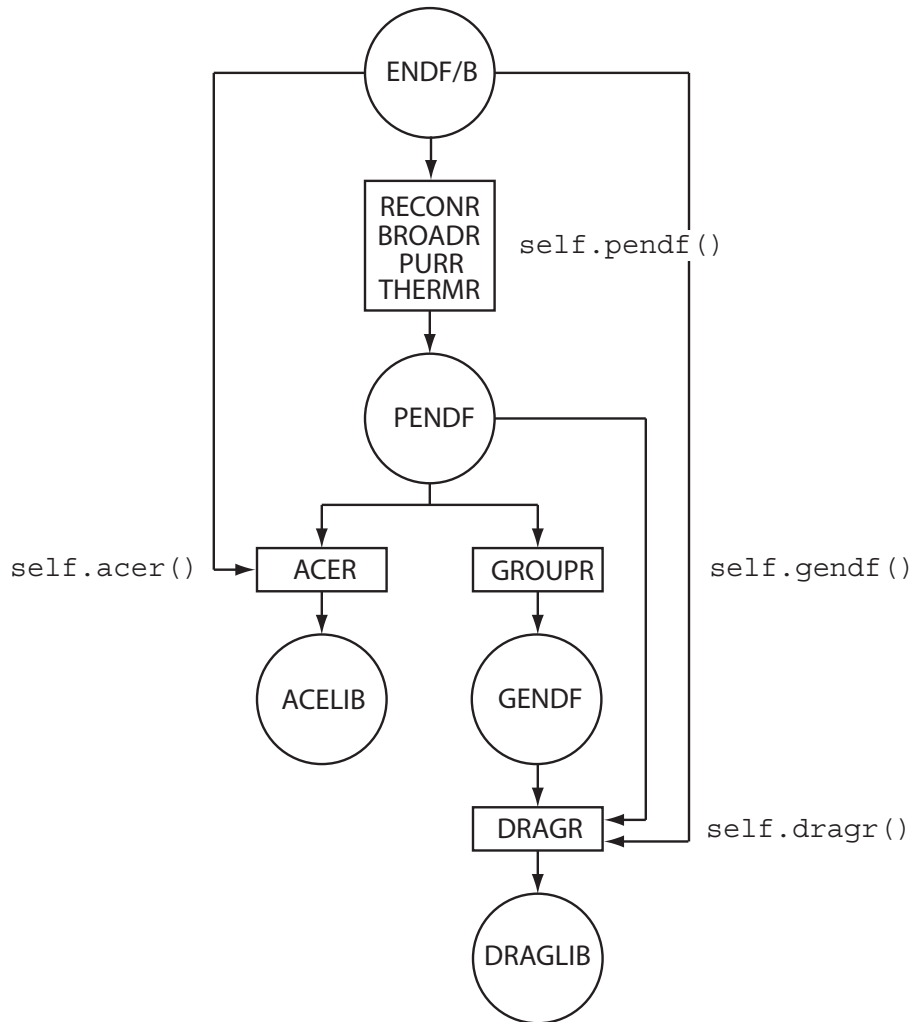 ENDF/B
RECONR
BROADR
PURR
THERMR
self.pendf()
PENDF
self.acer()
ACER
GROUPR
self.gendf()
ACELIB
GENDF
DRAGR
self.dragr()
DRAGLIB